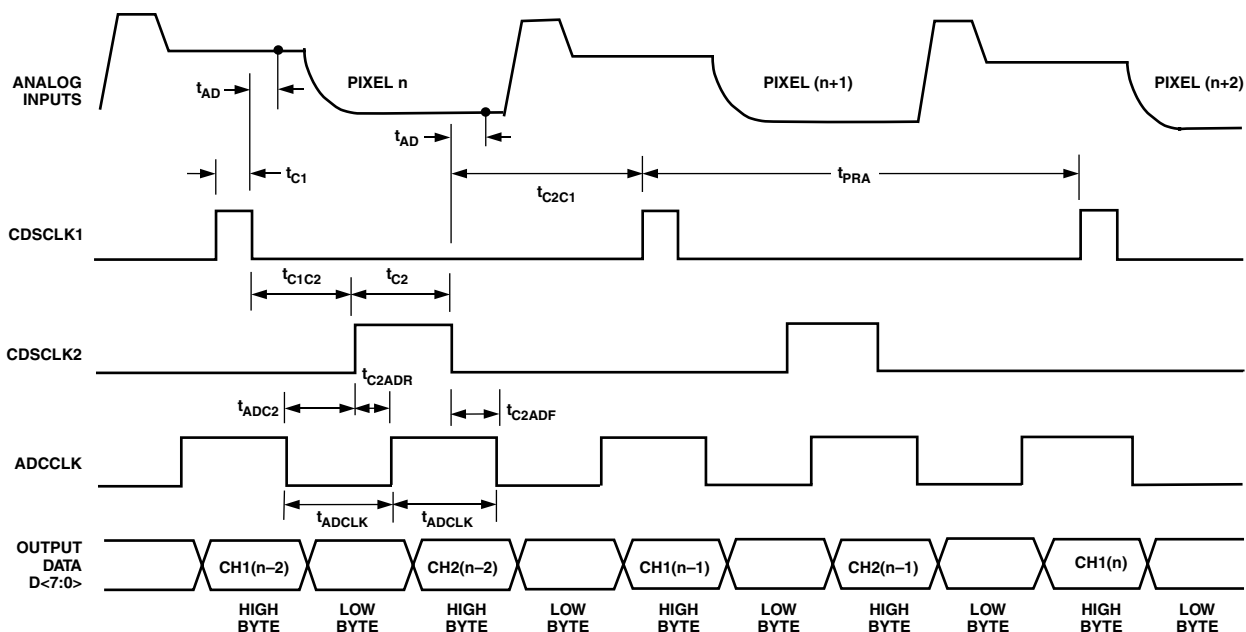 ANALOG
INPUTS
PIXEL n
PIXEL (n+1)
PIXEL (n+2)
tAD
tAD
tC1
tC2C1
tPRA
CDSCLK1
tC1C2
tC2
CDSCLK2
tC2ADR
tADC2
tC2ADF
ADCCLK
tADCLK
tADCLK
OUTPUT
DATA
D<7:0>
CH1(n–2)
CH2(n–2)
CH1(n–1)
CH2(n–1)
CH1(n)
HIGH
BYTE
LOW
BYTE
HIGH
BYTE
LOW
BYTE
HIGH
BYTE
LOW
BYTE
HIGH
BYTE
LOW
BYTE
HIGH
BYTE
LOW
BYTE